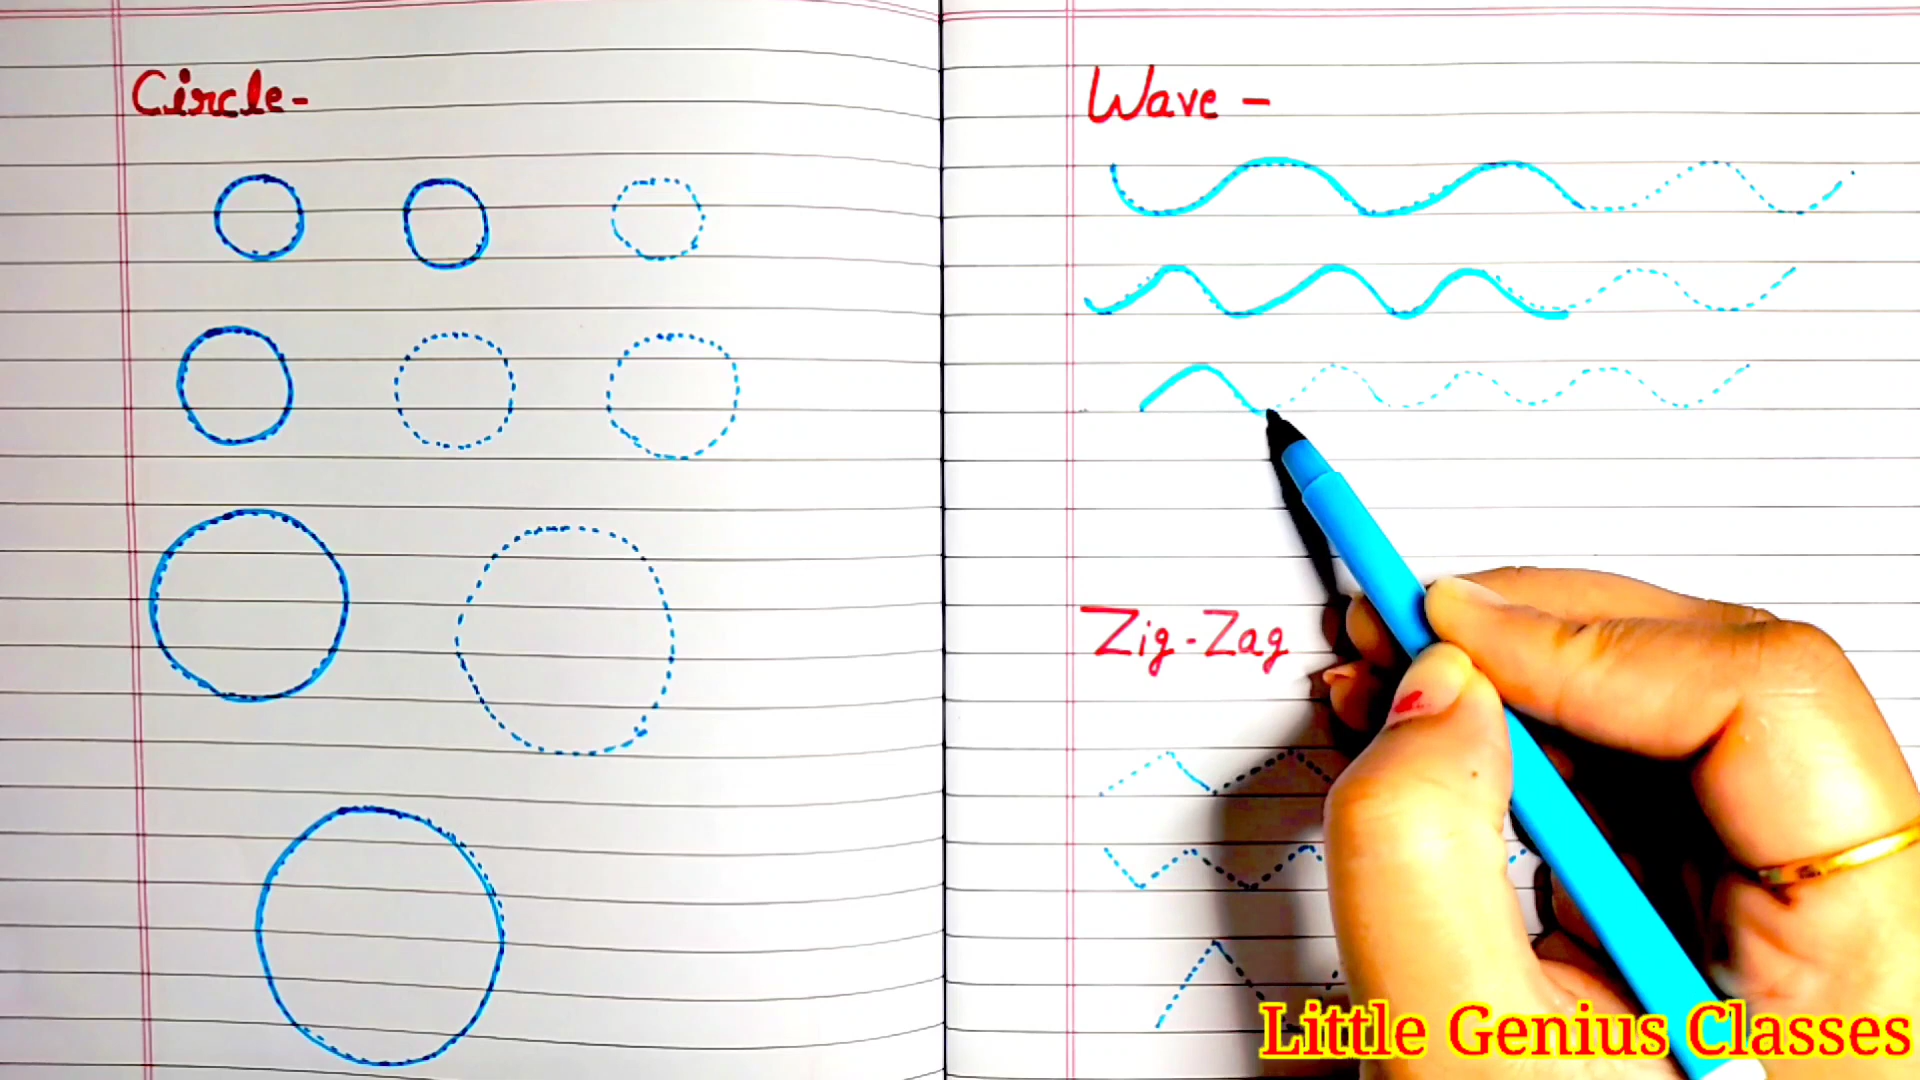 Circle-
Wave -
Zig-Zag
Little Genius Classes